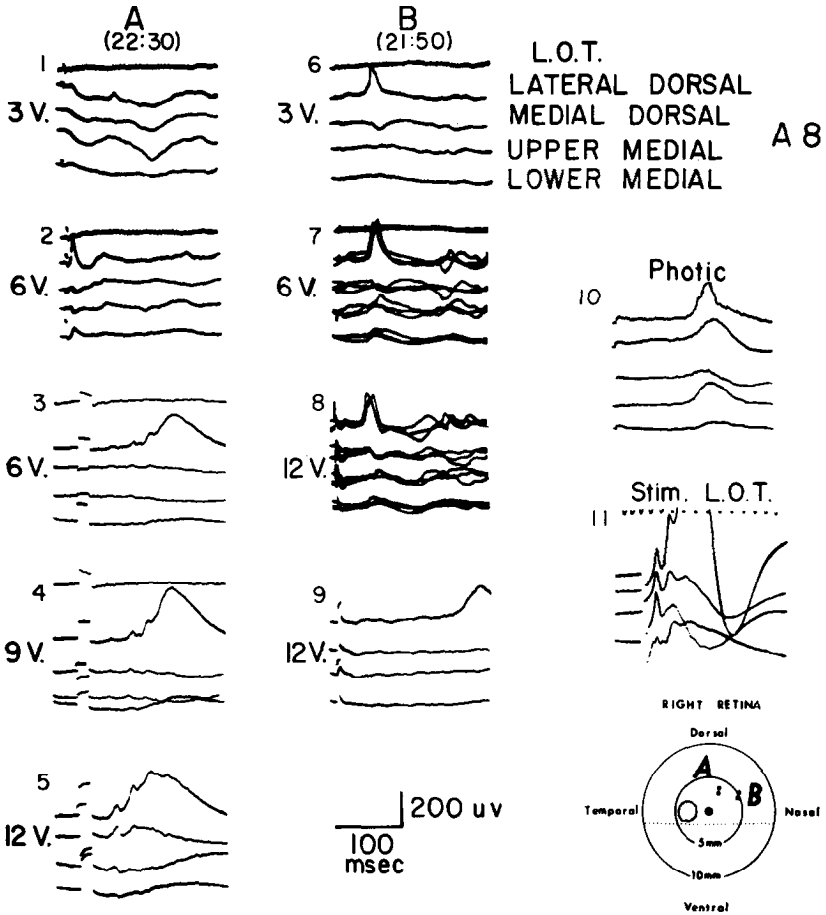 A
(22:30)
B
(21:50)
L.O.T.
LATERAL DORSAL
MEDIAL DORSAL
UPPER MEDIAL
LOWER MEDIAL
A 8
1
3 V.
2
6 V.
3
6 V.
4
9 V.
5
12 V.
6
3 V.
7
6 V.
8
12 V.
9
12 V.
200 uv
100
msec
Photic
10
Stim. L.O.T.
11
RIGHT RETINA
Dorsal
A
B
Temporal
Nasal
5mm
10mm
Ventral